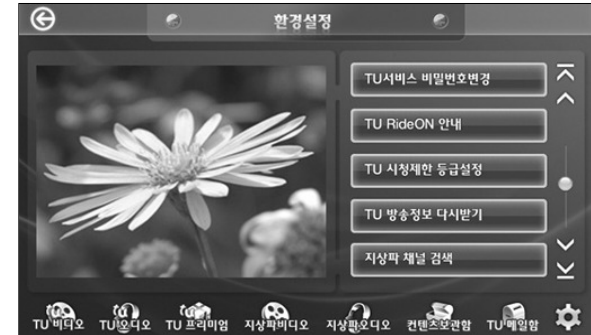 환경설정
TU서비스 비밀번호변경
TU RideON 안내
TU 시청제한 등급설정
TU 방송정보 다시받기
지상파 채널 검색
TU 비디오 TU 오디오 TU 프리미엄 지상파비디오 지상파오디오 컨텐츠보관함 TU 메일함